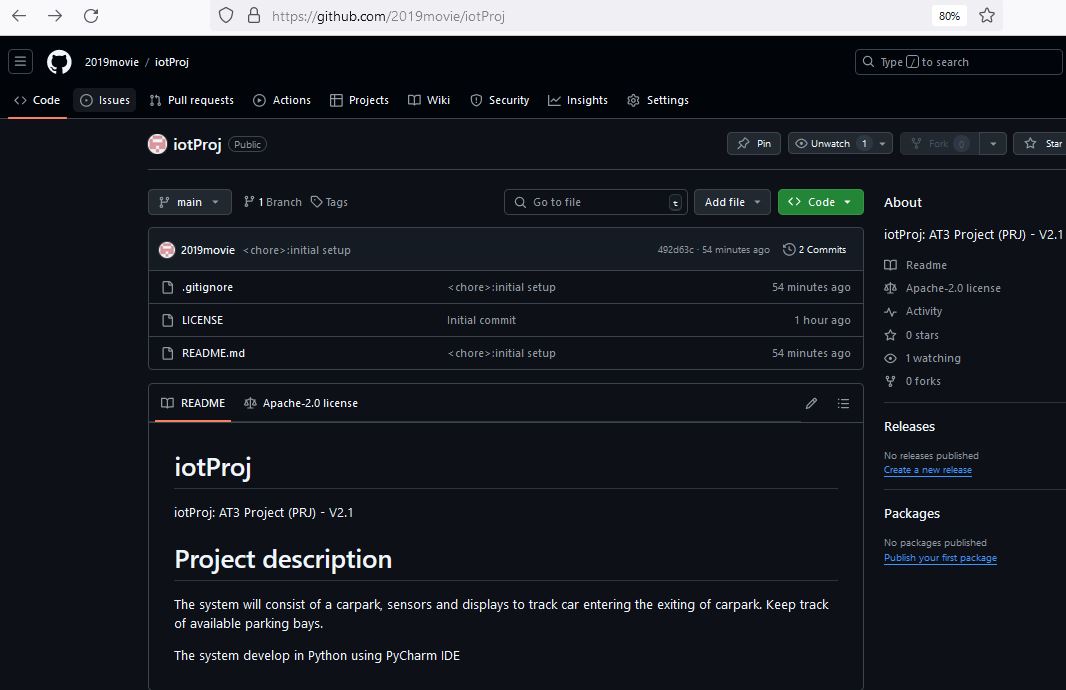 https://github.com/2019movie/iotProj 80%
2019movie / iotProj Type / to search
Code Issues Pull requests Actions Projects Wiki Security Insights Settings
iotProj Public Pin Unwatch 1 Fork 0 Star
main 1 Branch Tags Go to file t Add file Code
2019movie <chore>:initial setup 492d63c · 54 minutes ago 2 Commits
.gitignore <chore>:initial setup 54 minutes ago
LICENSE Initial commit 1 hour ago
README.md <chore>:initial setup 54 minutes ago
README Apache-2.0 license
iotProj
iotProj: AT3 Project (PRJ) - V2.1
Project description
The system will consist of a carpark, sensors and displays to track car entering the exiting of carpark. Keep track
of available parking bays.
The system develop in Python using PyCharm IDE
About
iotProj: AT3 Project (PRJ) - V2.1
Readme
Apache-2.0 license
Activity
0 stars
1 watching
0 forks
Releases
No releases published
Create a new release
Packages
No packages published
Publish your first package